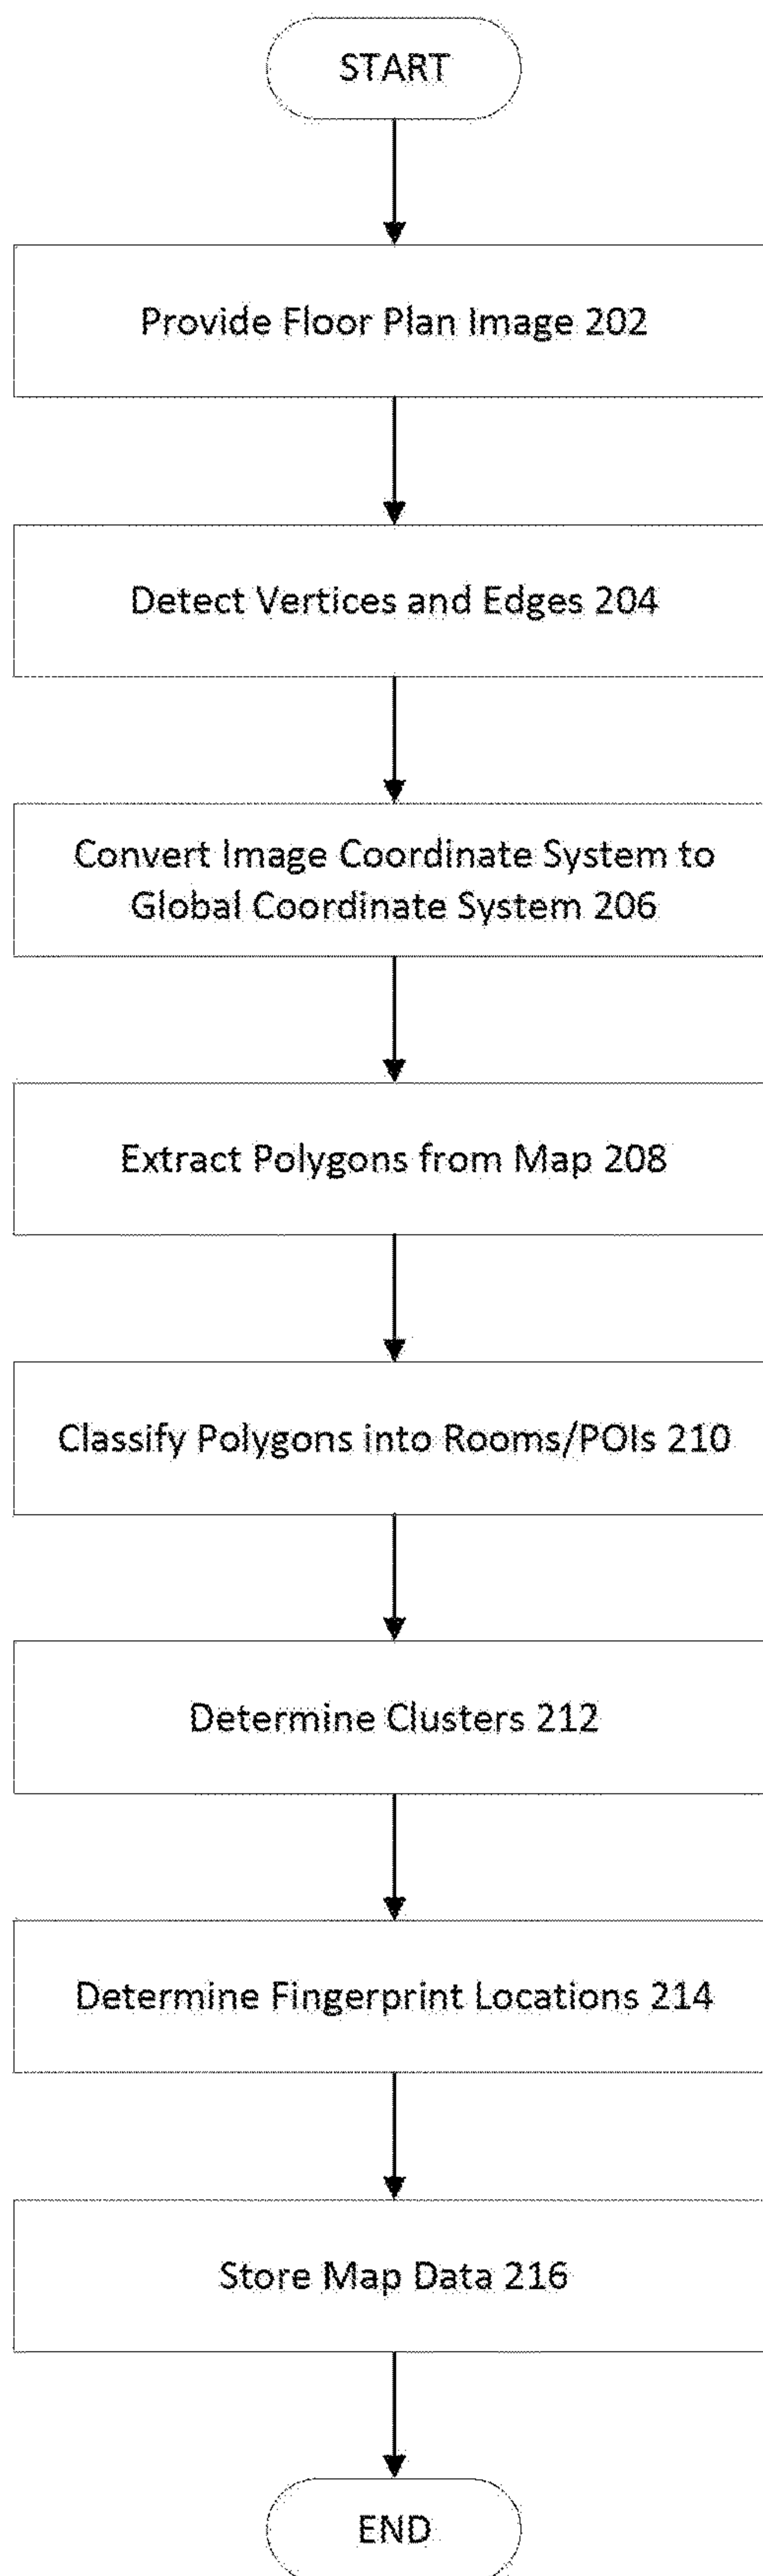 START
Provide Floor Plan Image 202
Detect Vertices and Edges 204
Convert Image Coordinate System to
Global Coordinate System 206
Extract Polygons from Map 208
Classify Polygons into Rooms/POIs 210
Determine Clusters 212
Determine Fingerprint Locations 214
Store Map Data 216
END